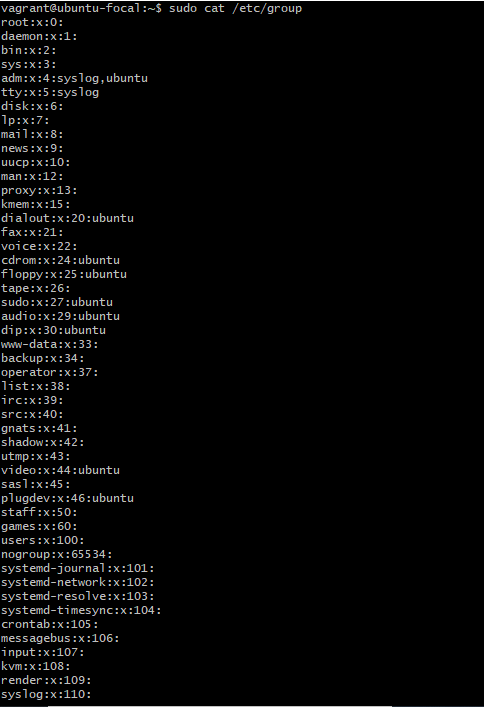 vagrant@ubuntu-focal:~$ sudo cat /etc/group
root:x:0:
daemon:x:1:
bin:x:2:
sys:x:3:
adm:x:4:syslog,ubuntu
tty:x:5:syslog
disk:x:6:
lp:x:7:
mail:x:8:
news:x:9:
uucp:x:10:
man:x:12:
proxy:x:13:
kmem:x:15:
dialout:x:20:ubuntu
fax:x:21:
voice:x:22:
cdrom:x:24:ubuntu
floppy:x:25:ubuntu
tape:x:26:
sudo:x:27:ubuntu
audio:x:29:ubuntu
dip:x:30:ubuntu
www-data:x:33:
backup:x:34:
operator:x:37:
list:x:38:
irc:x:39:
src:x:40:
gnats:x:41:
shadow:x:42:
utmp:x:43:
video:x:44:ubuntu
sasl:x:45:
plugdev:x:46:ubuntu
staff:x:50:
games:x:60:
users:x:100:
nogroup:x:65534:
systemd-journal:x:101:
systemd-network:x:102:
systemd-resolve:x:103:
systemd-timesync:x:104:
crontab:x:105:
messagebus:x:106:
input:x:107:
kvm:x:108:
render:x:109:
syslog:x:110: